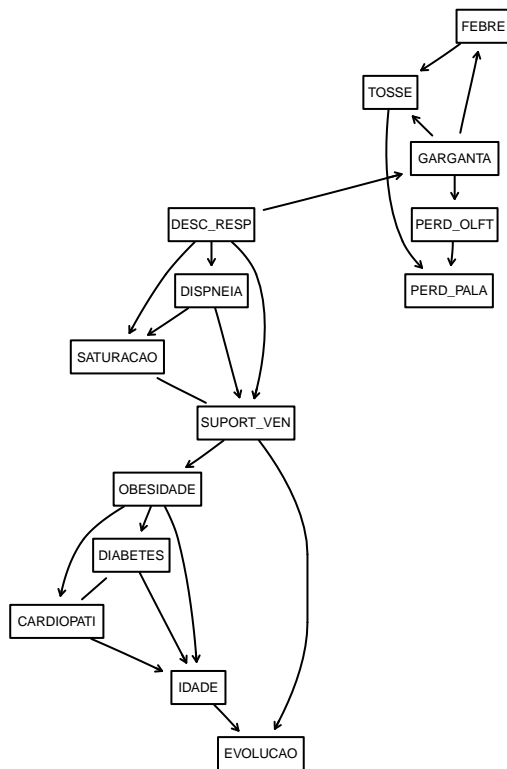 FEBRE
TOSSE
GARGANTA
DESC_RESP
PERD_OLFT
DISPNEIA
PERD_PALA
SATURACAO
SUPORT_VEN
OBESIDADE
DIABETES
CARDIOPATI
IDADE
EVOLUCAO